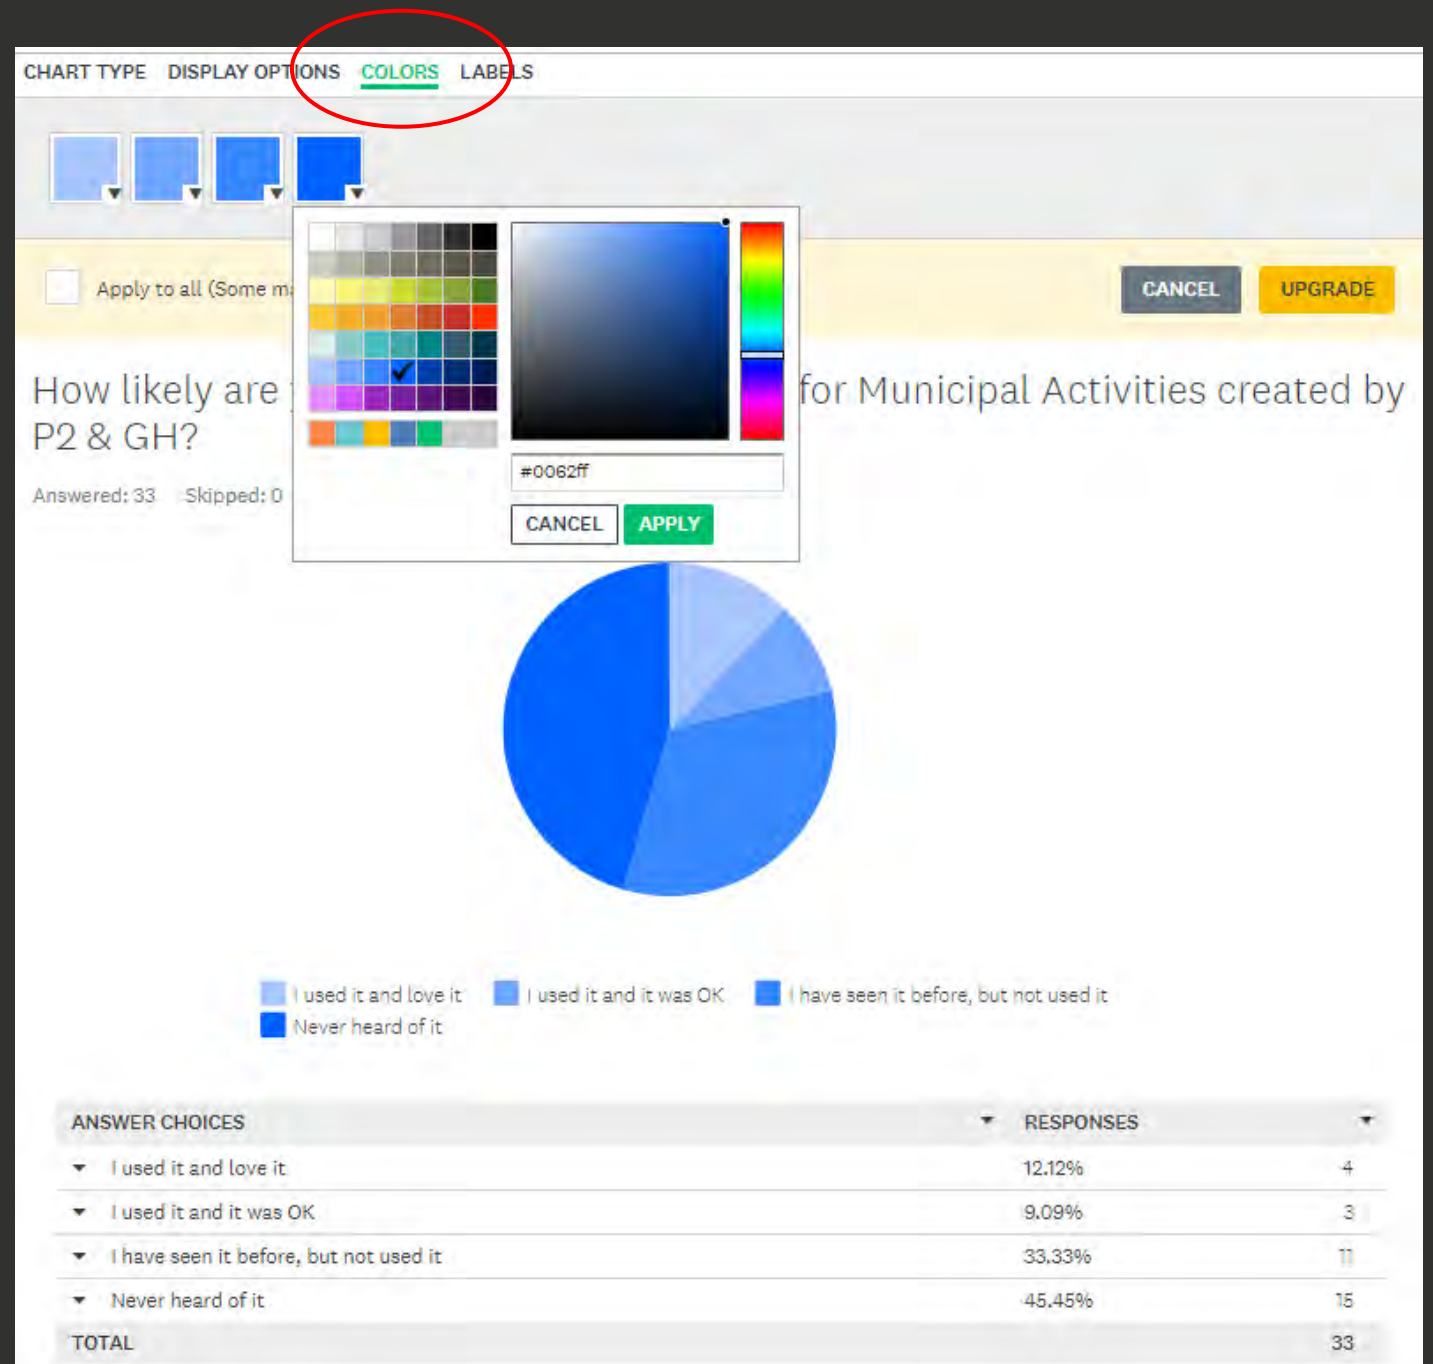 CHART TYPE DISPLAY OPTIONS COLORS LABELS
Apply to all (Some m
CANCEL UPGRADE
#0062ff
CANCEL APPLY
How likely are for Municipal Activities created by
P2 & GH?
Answered: 33 Skipped: 0
I used it and love it I used it and it was OK I have seen it before, but not used it
Never heard of it
ANSWER CHOICES RESPONSES
I used it and love it 12.12% 4
I used it and it was OK 9.09% 3
I have seen it before, but not used it 33.33% 11
Never heard of it 45.45% 15
TOTAL 33